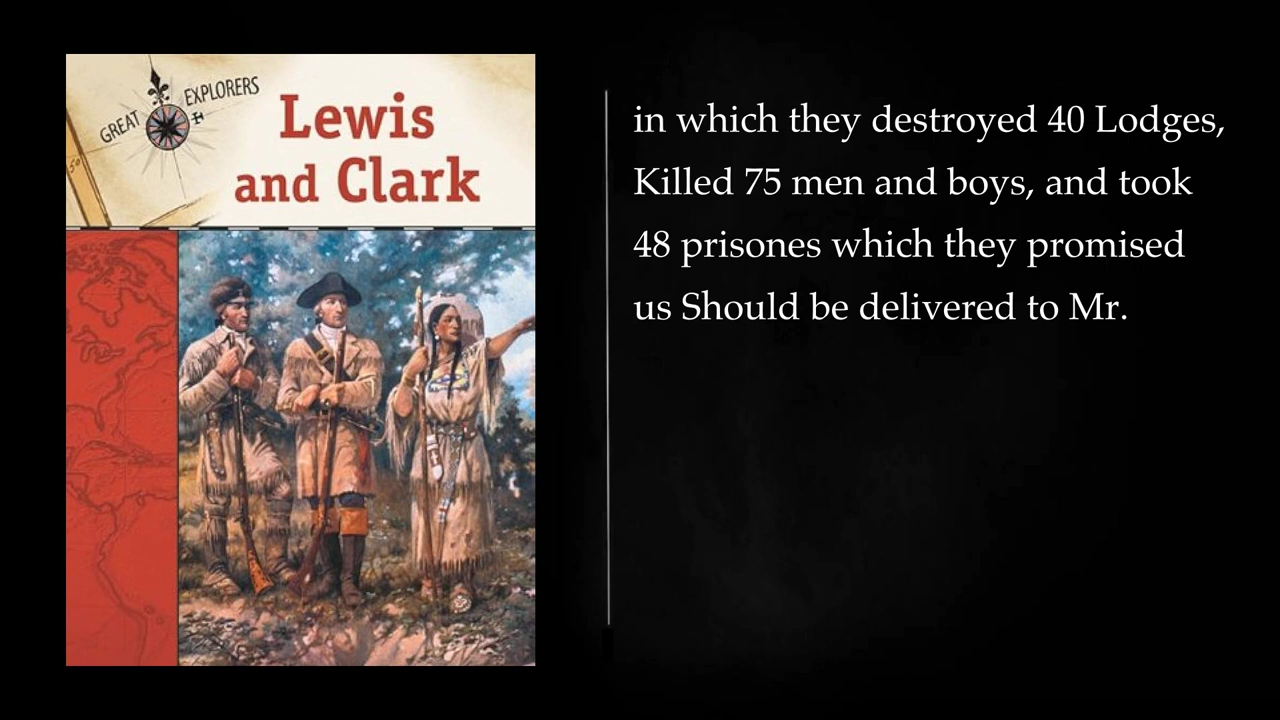 GREAT EXPLORERS
Lewis
and Clark
in which they destroyed 40 Lodges,
Killed 75 men and boys, and took
48 prisones which they promised
us Should be delivered to Mr.